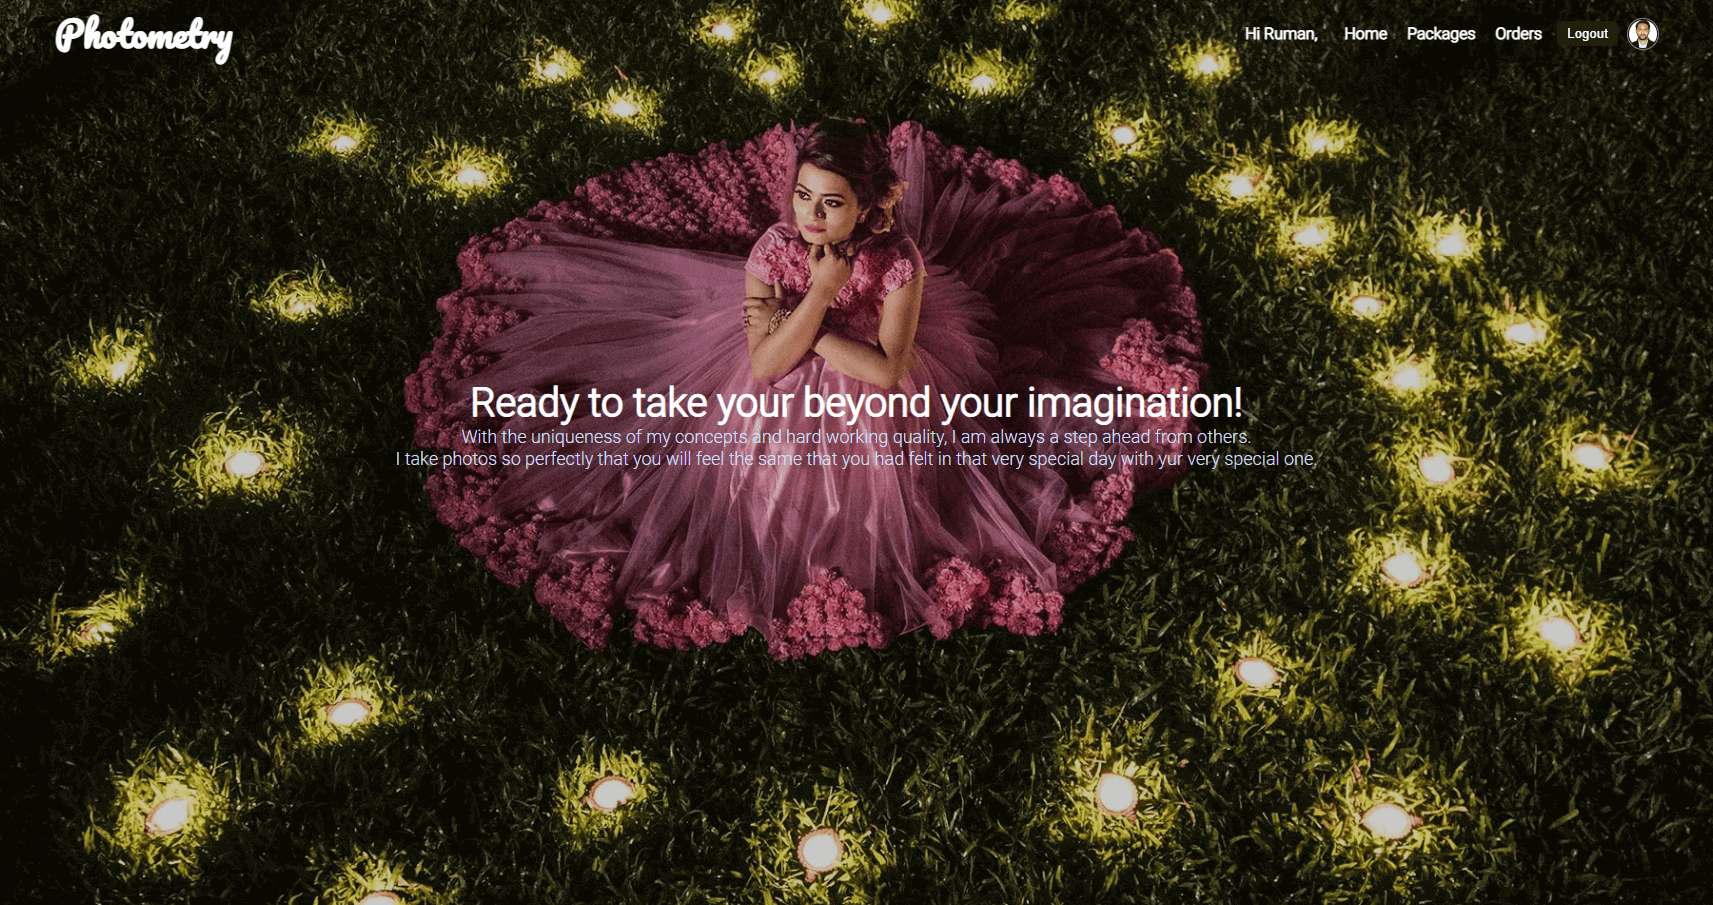 Photometry
Hi Ruman, Home Packages Orders Logout
Ready to take your beyond your imagination!
With the uniqueness of my concepts and hard working quality, I am always a step ahead from others.
I take photos so perfectly that you will feel the same that you had felt in that very special day with yur very special one.